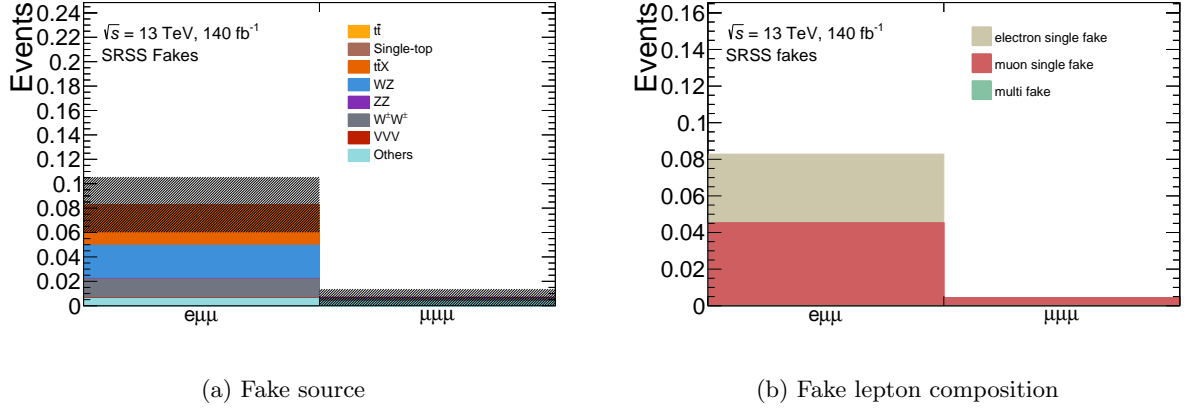 Events
0.24
0.22
0.2
0.18
0.16
0.14
0.12
0.1
0.08
0.06
0.04
0.02
0
√s = 13 TeV, 140 fb⁻¹
SRSS Fakes
tt̄
Single-top
tt̄X
WZ
ZZ
W±W±
VVV
Others
eμμ
μμμ
(a) Fake source
Events
0.16
0.14
0.12
0.1
0.08
0.06
0.04
0.02
0
√s = 13 TeV, 140 fb⁻¹
SRSS fakes
electron single fake
muon single fake
multi fake
eμμ
μμμ
(b) Fake lepton composition